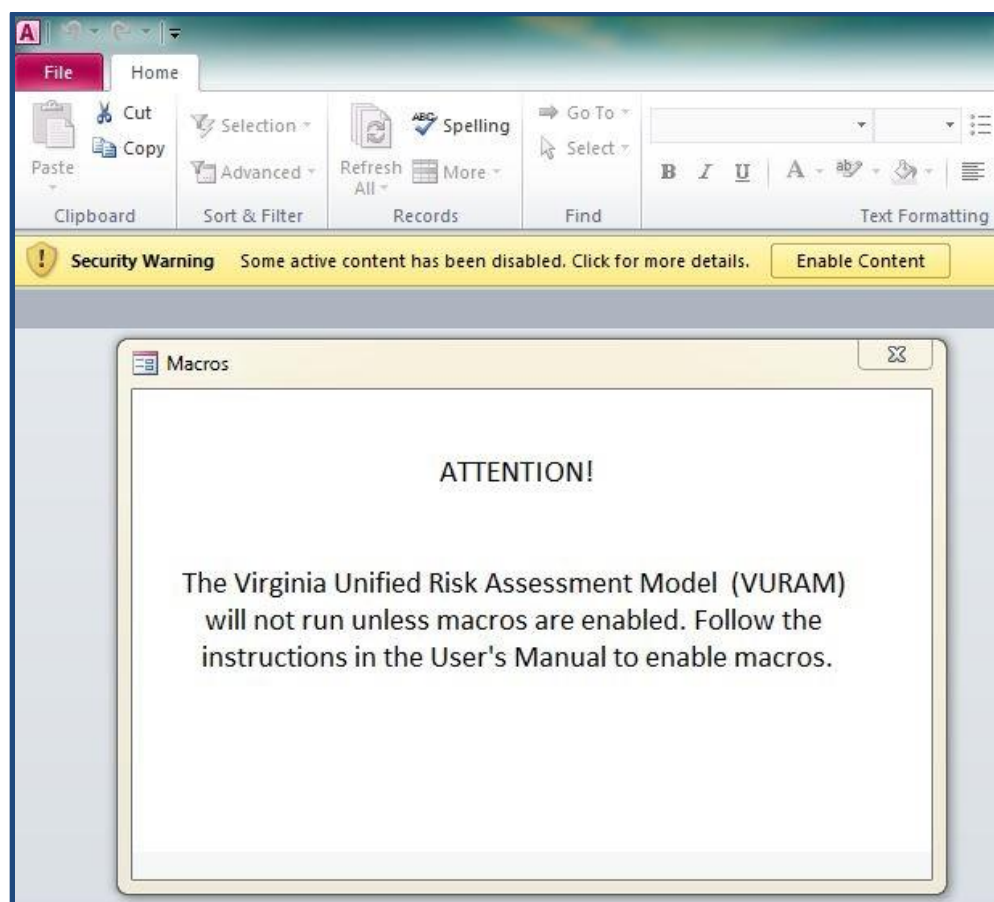 A
File Home
Cut
Copy
Paste
Clipboard
Selection
Advanced
Sort & Filter
Refresh
All
ABC
Spelling
More
Records
Go To
Select
Find
B I U A ab
Text Formatting
! Security Warning Some active content has been disabled. Click for more details. Enable Content
Macros
ATTENTION!
The Virginia Unified Risk Assessment Model (VURAM)
will not run unless macros are enabled. Follow the
instructions in the User's Manual to enable macros.